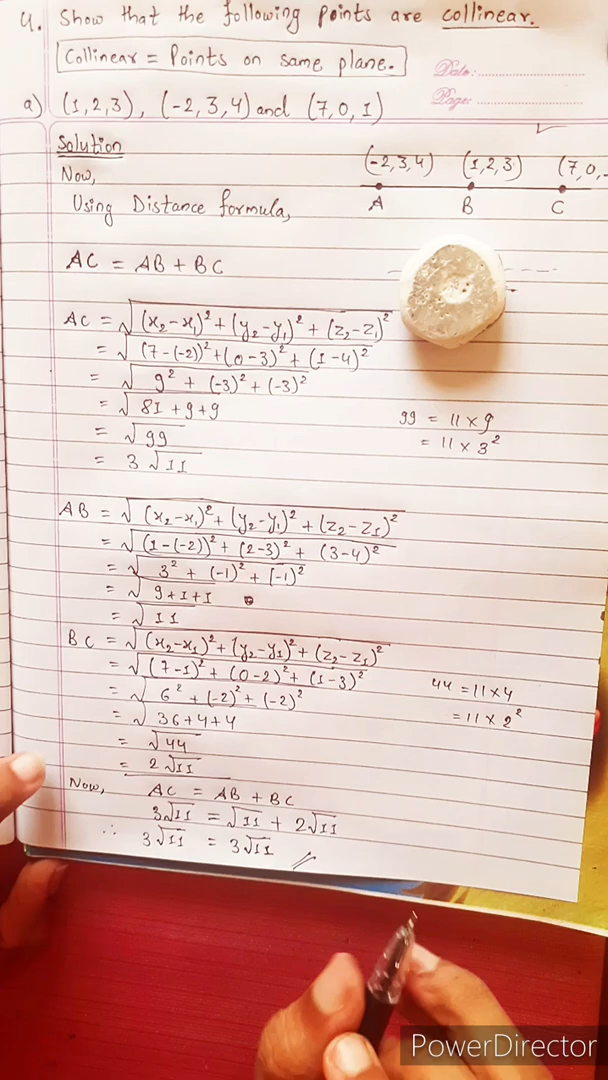 4. Show that the following points are collinear.
Collinear = Points on same plane.
Date:
Page:
a) (1,2,3), (-2,3,4) and (7,0,1)
Solution
(-2,3,4) (1,2,3) (7,0,
A B C
Now,
Using Distance formula,
AC = AB + BC
AC = √(x₂-x₁)² + (y₂-y₁)² + (z₂-z₁)²
= √(7-(-2))² + (0-3)² + (1-4)²
= √9² + (-3)² + (-3)²
= √81 + 9 + 9
= √99
= 3√11
99 = 11 × 9
= 11 × 3²
AB = √(x₂-x₁)² + (y₂-y₁)² + (z₂-z₁)²
= √(1-(-2))² + (2-3)² + (3-4)²
= √3² + (-1)² + (-1)²
= √9+1+1
= √11
BC = √(x₂-x₁)² + (y₂-y₁)² + (z₂-z₁)²
= √(7-1)² + (0-2)² + (1-3)²
= √6² + (-2)² + (-2)²
= √36+4+4
= √44
= 2√11
44 = 11 × 4
= 11 × 2²
Now, AC = AB + BC
3√11 = √11 + 2√11
∴ 3√11 = 3√11 //
PowerDirector